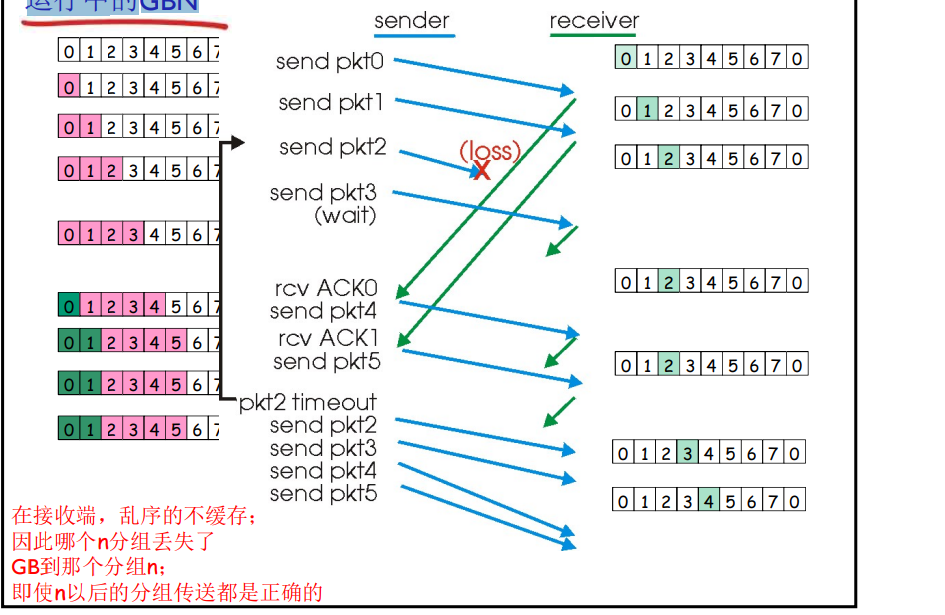 运行中的GBN
sender
receiver
0 1 2 3 4 5 6 7
0 1 2 3 4 5 6 7
0 1 2 3 4 5 6 7
0 1 2 3 4 5 6 7
0 1 2 3 4 5 6 7
0 1 2 3 4 5 6 7
0 1 2 3 4 5 6 7
0 1 2 3 4 5 6 7
0 1 2 3 4 5 6 7
send pkt0
send pkt1
send pkt2
(loss)
X
send pkt3
(wait)
rcv ACK0
send pkt4
rcv ACK1
send pkt5
pkt2 timeout
send pkt2
send pkt3
send pkt4
send pkt5
0 1 2 3 4 5 6 7 0
0 1 2 3 4 5 6 7 0
0 1 2 3 4 5 6 7 0
0 1 2 3 4 5 6 7 0
0 1 2 3 4 5 6 7 0
0 1 2 3 4 5 6 7 0
0 1 2 3 4 5 6 7 0
在接收端，乱序的不缓存；
因此哪个n分组丢失了
GB到那个分组n；
即使n以后的分组传送都是正确的